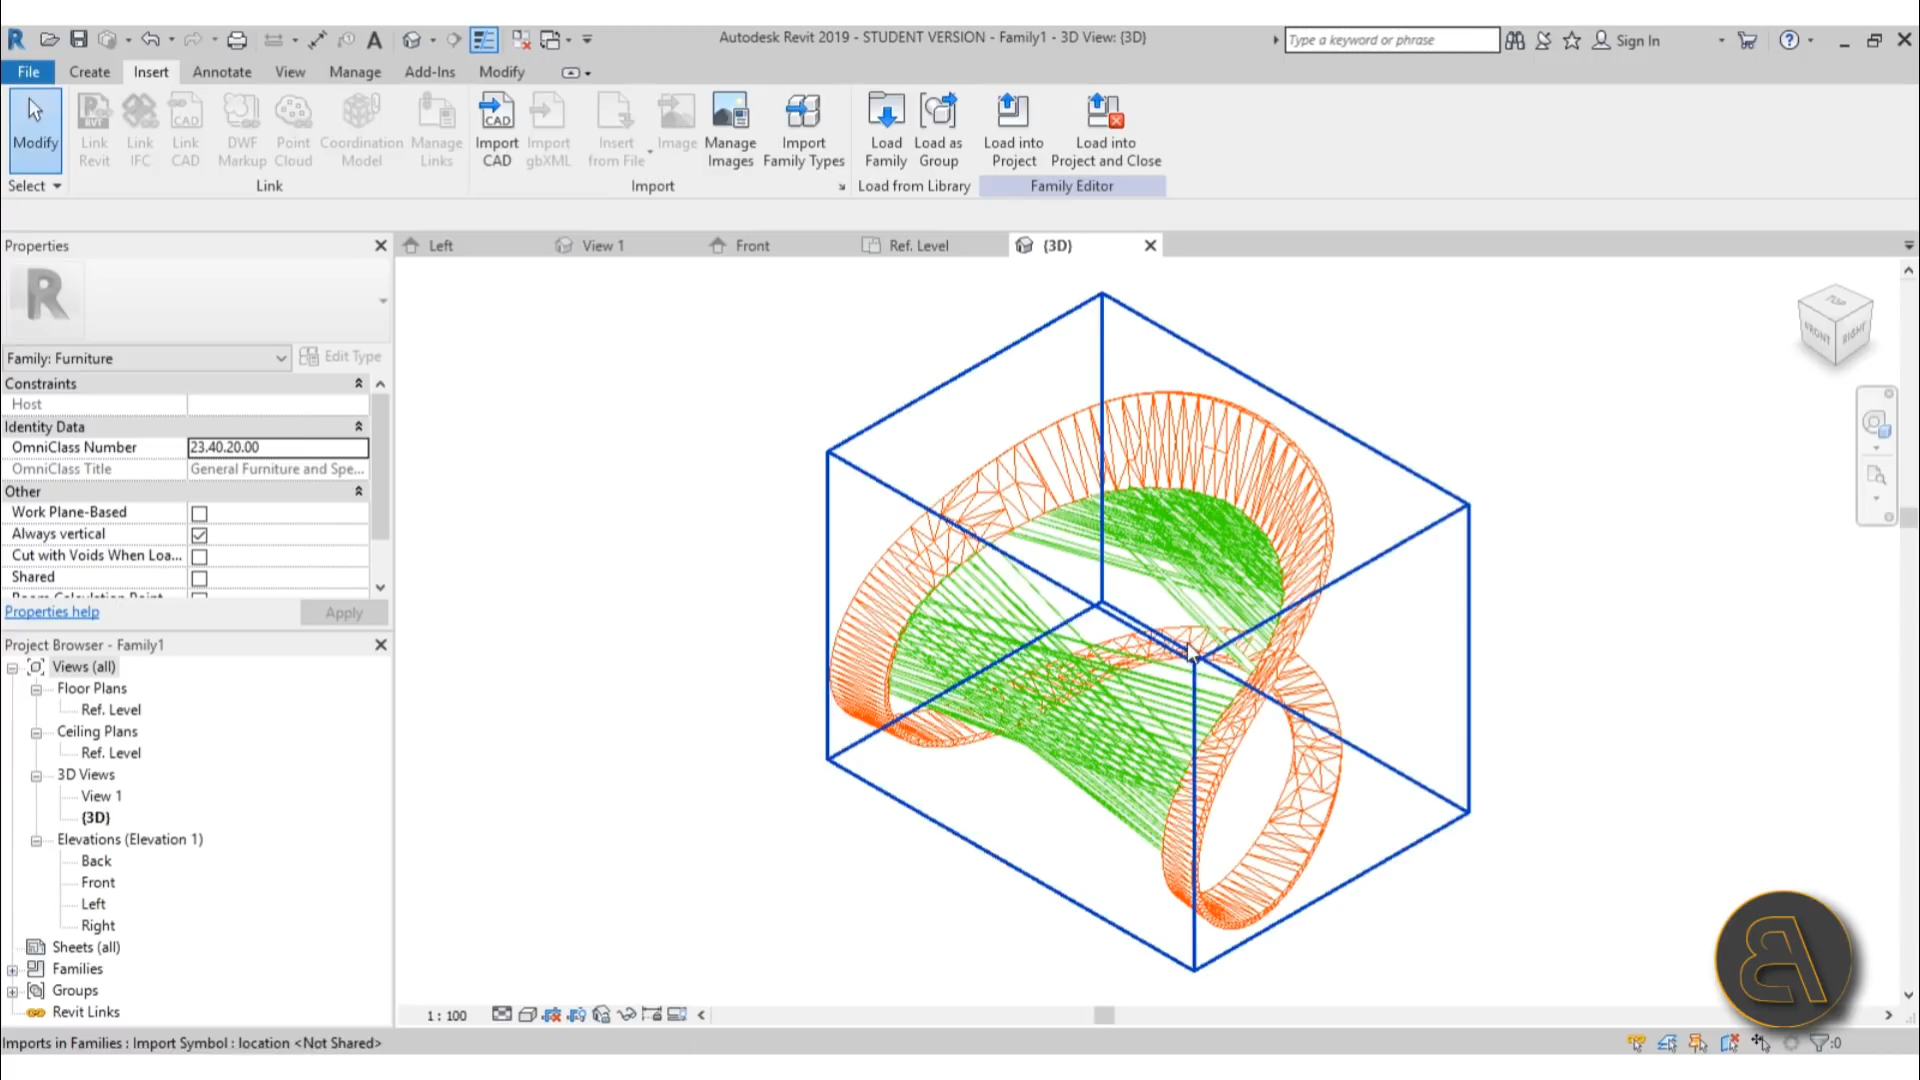 Autodesk Revit 2019 - STUDENT VERSION - Family1 - 3D View: {3D}
Type a keyword or phrase
Sign In
File Create Insert Annotate View Manage Add-Ins Modify
Modify
Link Revit
Link IFC
Link CAD
DWF Markup
Point Cloud
Coordination Model
Manage Links
Import CAD
Import gbXML
Insert from File
Image
Manage Images
Import Family Types
Load Family
Load as Group
Load into Project
Load into Project and Close
Select
Link
Import
Load from Library
Family Editor
Properties
Left
View 1
Front
Ref. Level
{3D}
R
TOP
FRONT
RIGHT
Family: Furniture
Edit Type
Constraints
Host
Identity Data
OmniClass Number 23.40.20.00
OmniClass Title General Furniture and Spe...
Other
Work Plane-Based
Always vertical
Cut with Voids When Loa...
Shared
Properties help
Apply
Project Browser - Family1
Views (all)
Floor Plans
Ref. Level
Ceiling Plans
Ref. Level
3D Views
View 1
{3D}
Elevations (Elevation 1)
Back
Front
Left
Right
Sheets (all)
Families
Groups
Revit Links
1 : 100
Imports in Families : Import Symbol : location <Not Shared>
:0